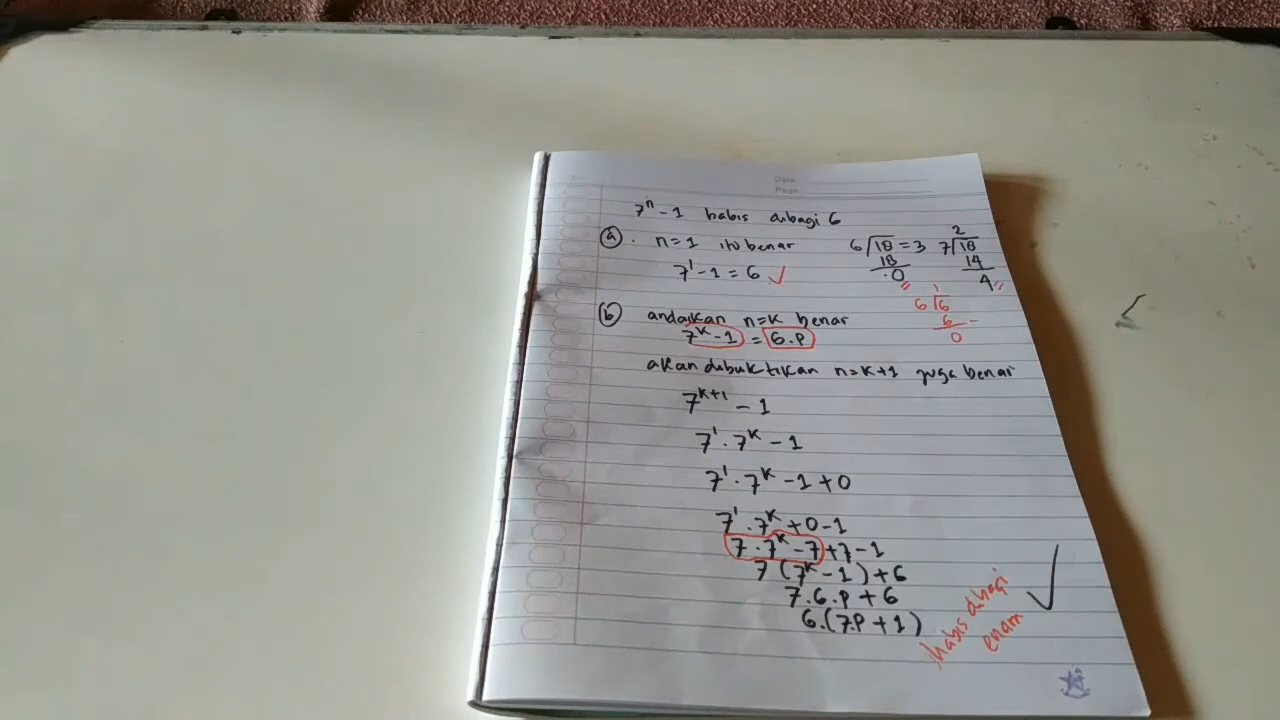 Date
Page
7ⁿ - 1 habis dibagi 6
(a). n=1 itu benar
7¹ - 1 = 6 ✓
6√18 = 3
18
0
2
7√18
14
4
1
6√6
6 -
0
(b) andaikan n=k benar
7ᵏ - 1 = 6.P
akan dibuktikan n=k+1 juga benar
7ᵏ⁺¹ - 1
7¹ . 7ᵏ - 1
7¹ . 7ᵏ - 1 + 0
7¹ . 7ᵏ + 0 - 1
7 . 7ᵏ - 7 + 7 - 1
7 (7ᵏ - 1) + 6
7.6.P + 6
6.(7.P + 1)
habis dibagi
enam